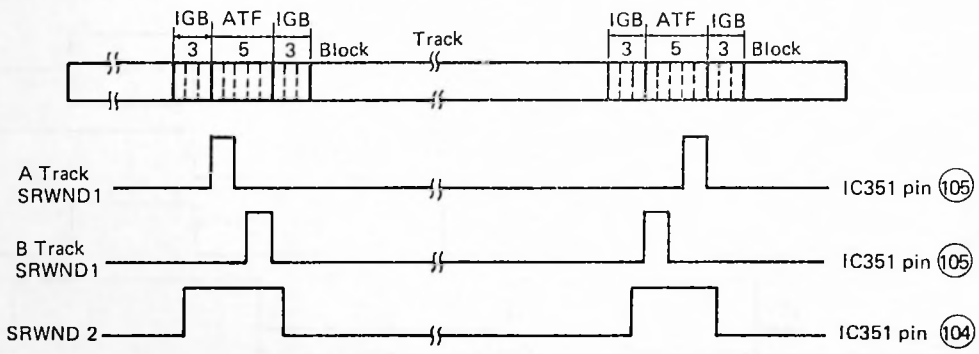 IGB ATF IGB IGB ATF IGB
3 5 3 Block Track 3 5 3 Block
A Track
SRWND1 IC351 pin 105
B Track
SRWND1 IC351 pin 105
SRWND 2 IC351 pin 104